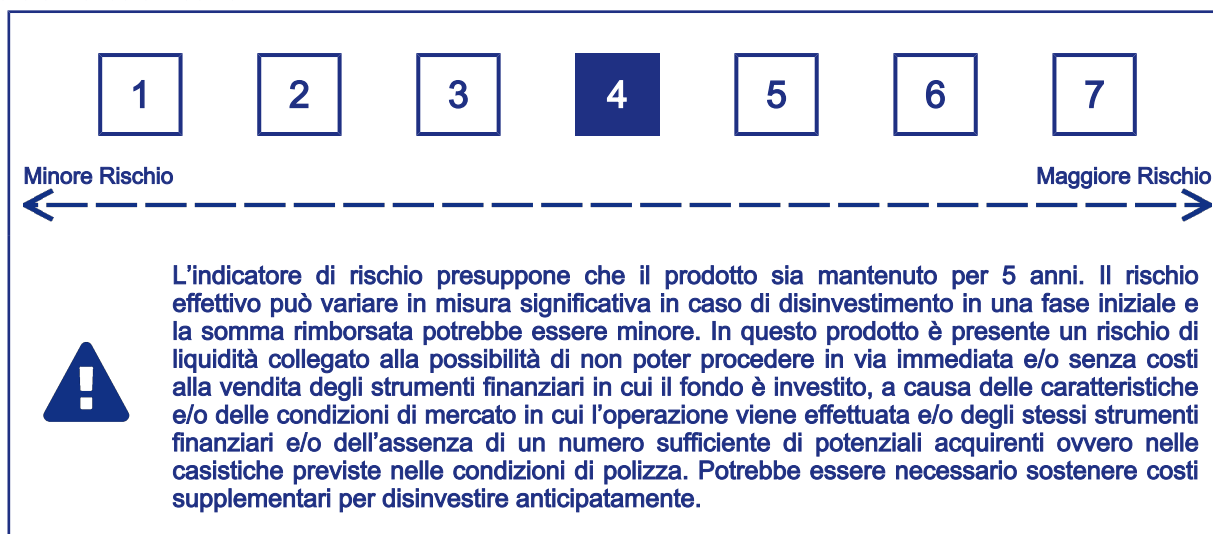 1 2 3 4 5 6 7
Minore Rischio Maggiore Rischio
L'indicatore di rischio presuppone che il prodotto sia mantenuto per 5 anni. Il rischio
effettivo può variare in misura significativa in caso di disinvestimento in una fase iniziale e
la somma rimborsata potrebbe essere minore. In questo prodotto è presente un rischio di
liquidità collegato alla possibilità di non poter procedere in via immediata e/o senza costi
alla vendita degli strumenti finanziari in cui il fondo è investito, a causa delle caratteristiche
e/o delle condizioni di mercato in cui l'operazione viene effettuata e/o degli stessi strumenti
finanziari e/o dell'assenza di un numero sufficiente di potenziali acquirenti ovvero nelle
casistiche previste nelle condizioni di polizza. Potrebbe essere necessario sostenere costi
supplementari per disinvestire anticipatamente.